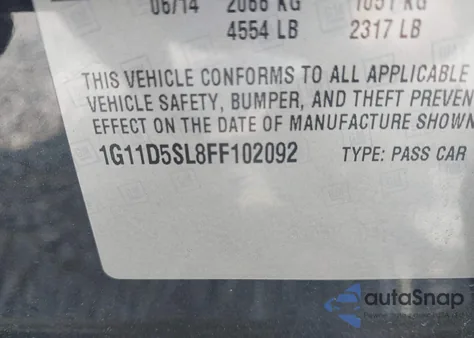 06/14 2066 KG 1051 KG
4554 LB 2317 LB
THIS VEHICLE CONFORMS TO ALL APPLICABLE
VEHICLE SAFETY, BUMPER, AND THEFT PREVEN
EFFECT ON THE DATE OF MANUFACTURE SHOWN
1G11D5SL8FF102092 TYPE: PASS CAR
autoSnap